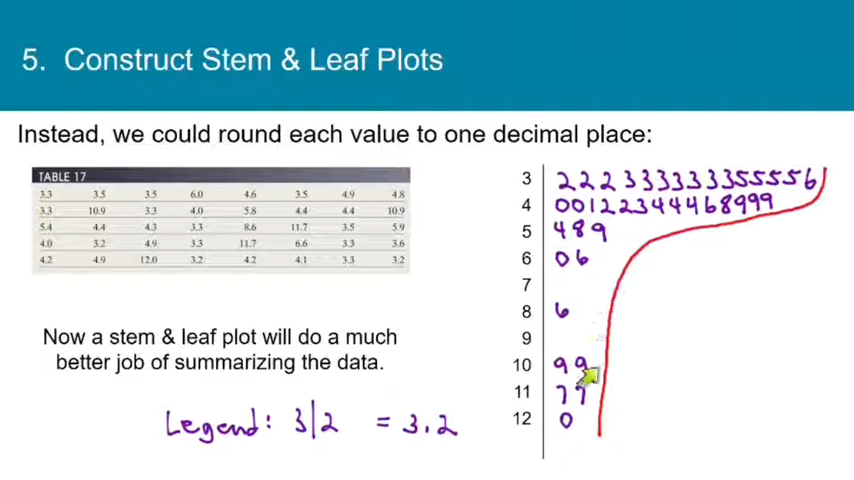 5. Construct Stem & Leaf Plots
Instead, we could round each value to one decimal place:
TABLE 17
3.3 3.5 3.5 6.0 4.6 3.5 4.9 4.8
3.3 10.9 3.3 4.0 5.8 4.4 4.4 10.9
5.4 4.4 4.3 3.3 8.6 11.7 3.5 5.9
4.0 3.2 4.9 3.3 11.7 6.6 3.3 3.6
4.2 4.9 12.0 3.2 4.2 4.1 3.3 3.2
Now a stem & leaf plot will do a much
better job of summarizing the data.
Legend: 3|2 = 3.2
3 222333333355556
4 00122344468999
5 489
6 06
7
8 6
9
10 99
11 77
12 0